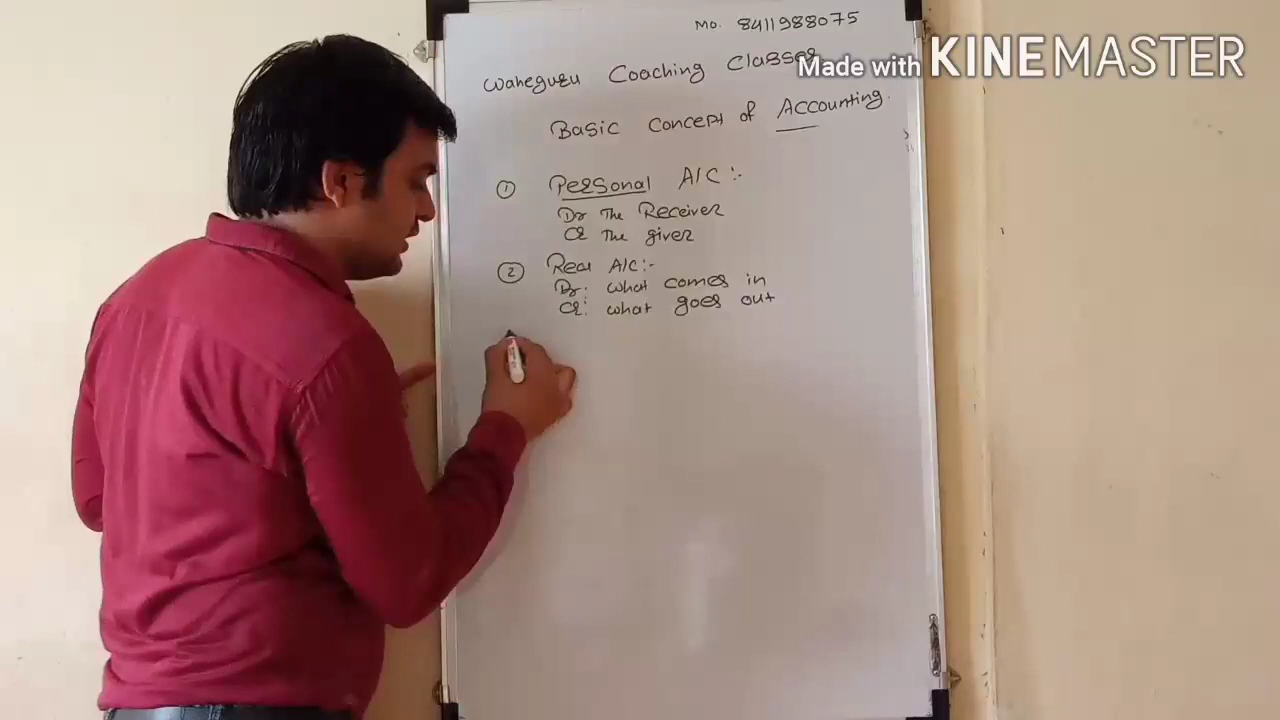 Mo. 8411988075
Waheguru Coaching Classes
Made with KINEMASTER
Basic Concept of Accounting.
① Personal A/C :-
Dr The Receiver
Cr The giver
② Real A/C :-
Dr. what comes in
Cr: what goes out